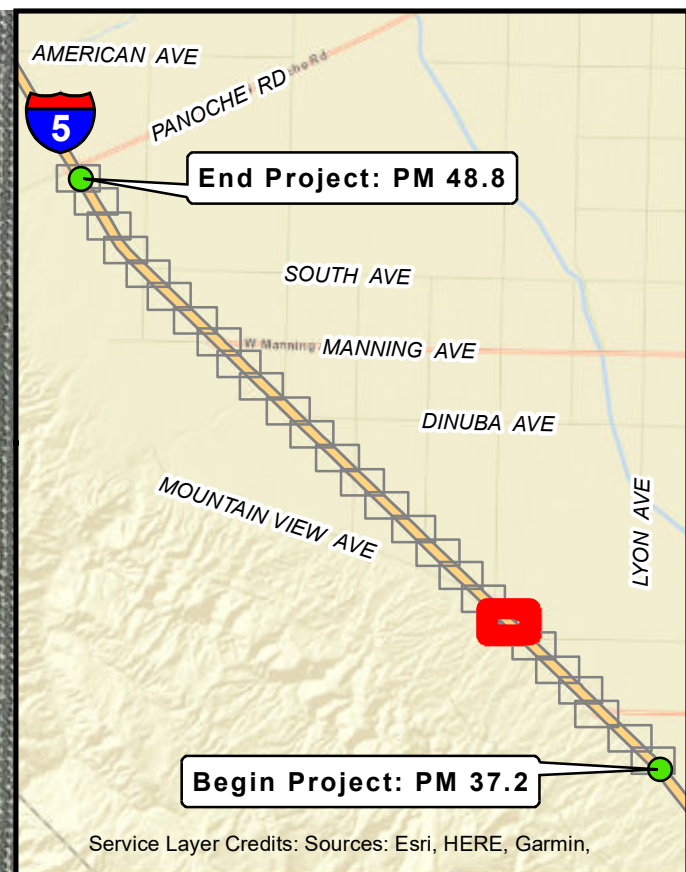 AMERICAN AVE
PANOCHE RD
5
End Project: PM 48.8
SOUTH AVE
W Manning
MANNING AVE
DINUBA AVE
MOUNTAIN VIEW AVE
LYON AVE
Begin Project: PM 37.2
Service Layer Credits: Sources: Esri, HERE, Garmin,